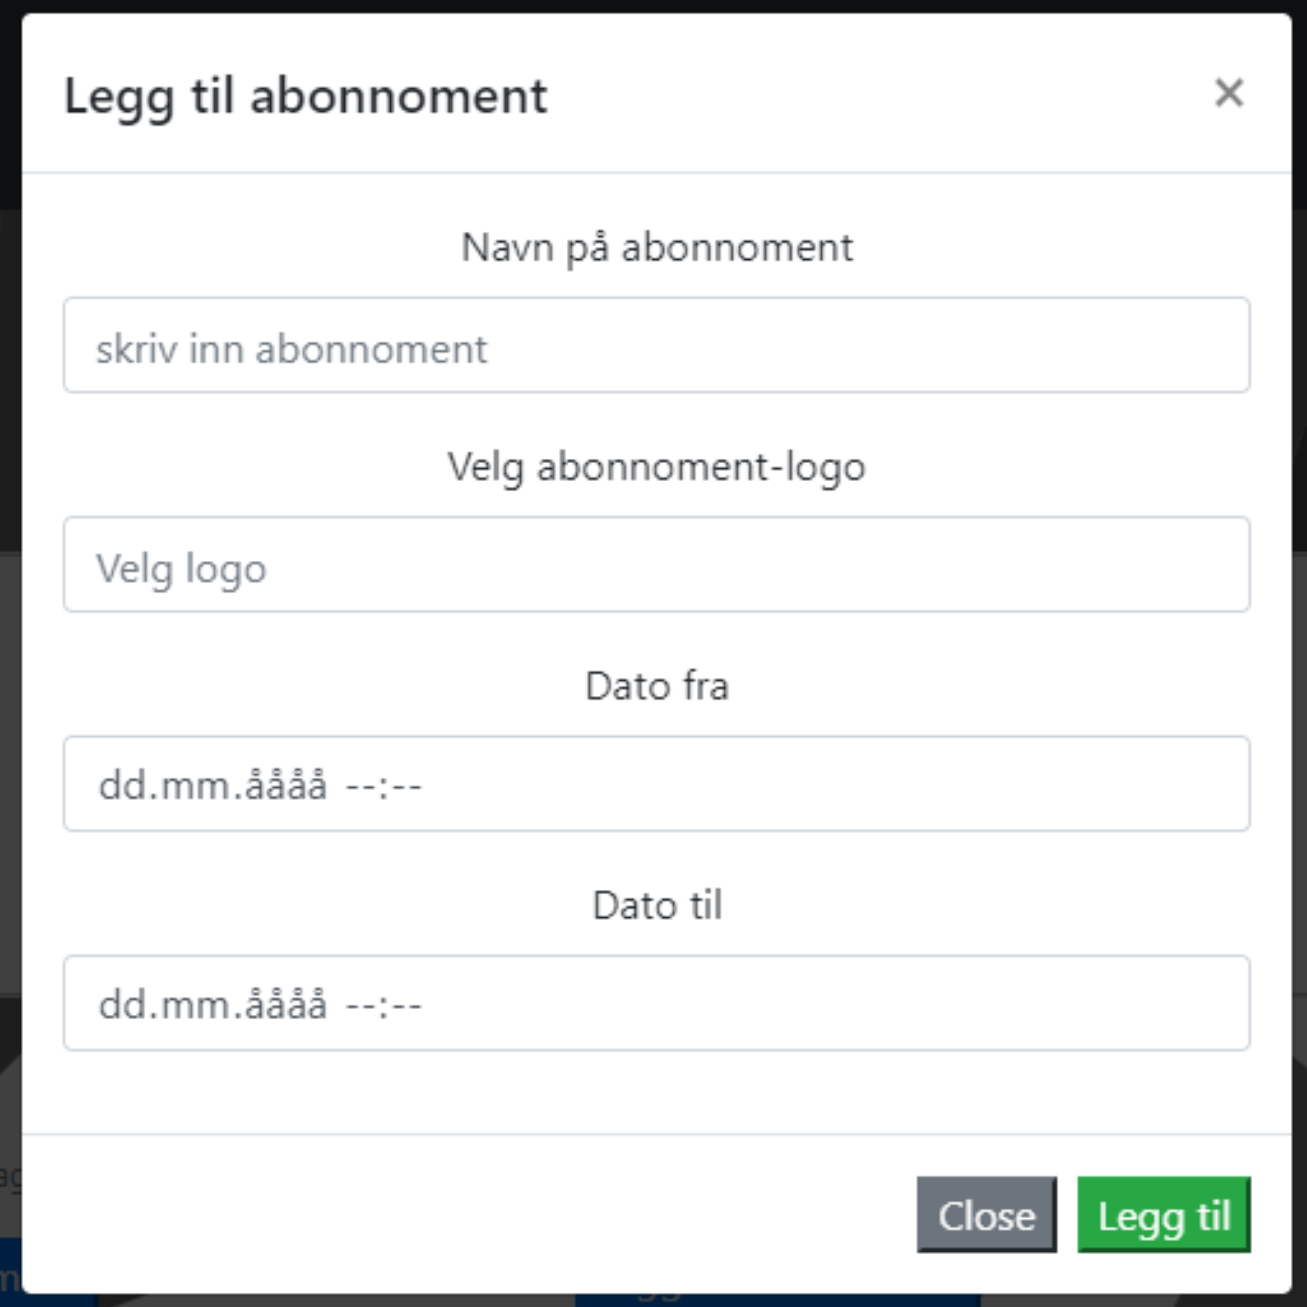 Legg til abonnoment
×
Navn på abonnoment
skriv inn abonnoment
Velg abonnoment-logo
Velg logo
Dato fra
dd.mm.åååå --:--
Dato til
dd.mm.åååå --:--
Close
Legg til